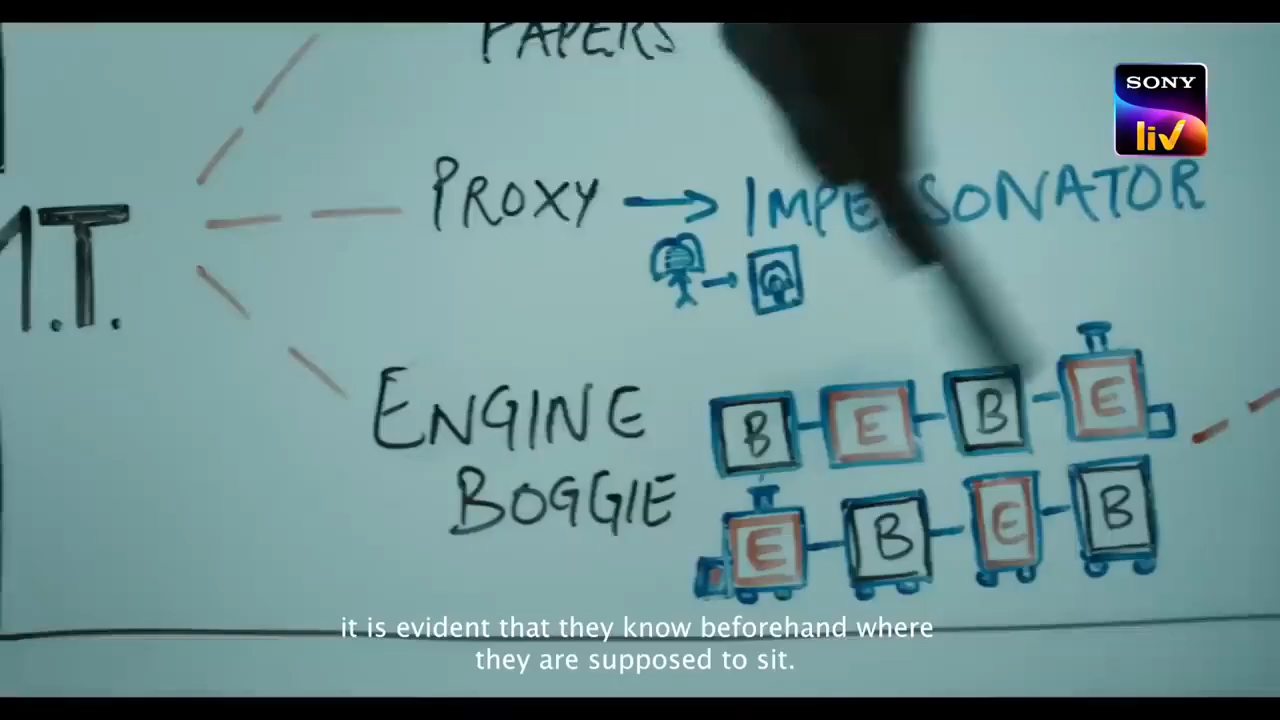 PAPERS
SONY
liv
PROXY → IMPERSONATOR
M.T.
ENGINE
BOGGIE
B E B E
E B E B
it is evident that they know beforehand where
they are supposed to sit.